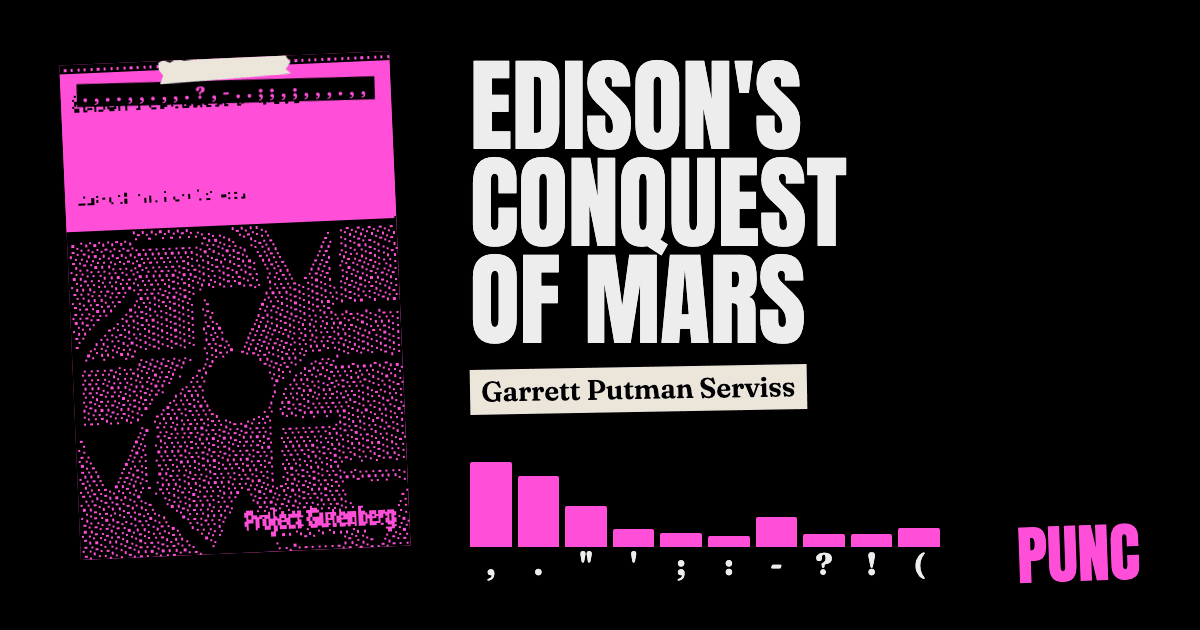 .,.,,.,.,,.?,-..;;,;,,..,,
EDISON'S
CONQUEST
OF MARS
Garrett Putman Serviss
, . " ' ; : - ? ! (
Project Gutenberg
PUNC